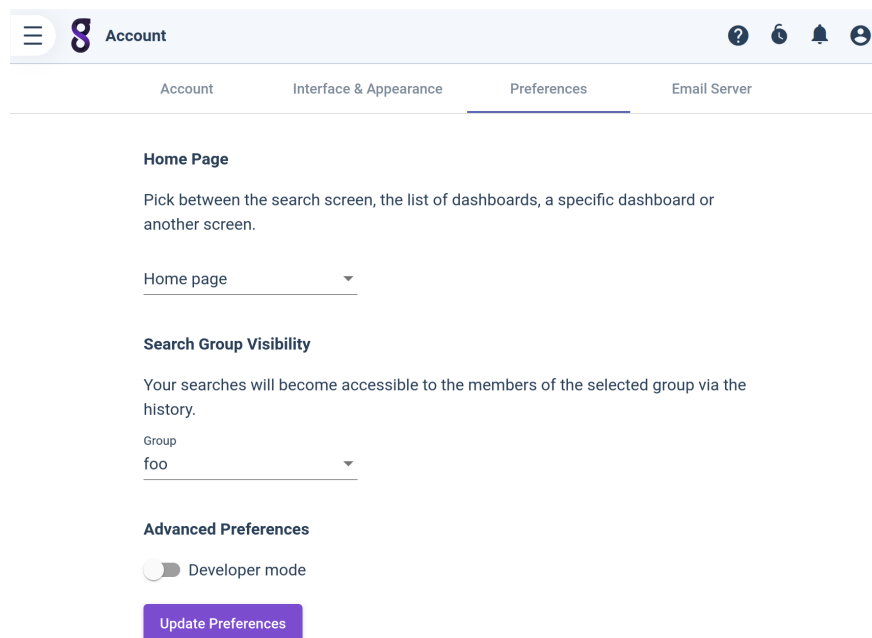 Account
Account Interface & Appearance Preferences Email Server
Home Page
Pick between the search screen, the list of dashboards, a specific dashboard or
another screen.
Home page
Search Group Visibility
Your searches will become accessible to the members of the selected group via the
history.
Group
foo
Advanced Preferences
Developer mode
Update Preferences